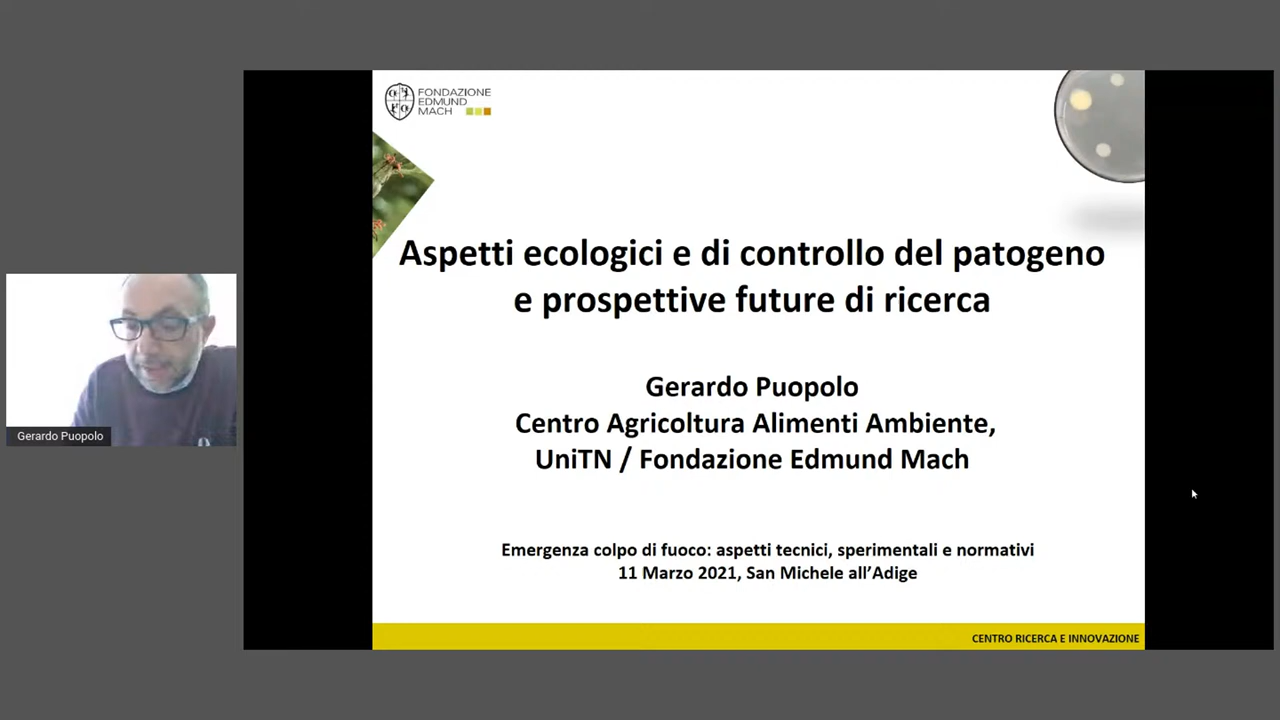 FONDAZIONE
EDMUND
MACH
Aspetti ecologici e di controllo del patogeno
e prospettive future di ricerca
Gerardo Puopolo
Centro Agricoltura Alimenti Ambiente,
UniTN / Fondazione Edmund Mach
Emergenza colpo di fuoco: aspetti tecnici, sperimentali e normativi
11 Marzo 2021, San Michele all'Adige
CENTRO RICERCA E INNOVAZIONE
Gerardo Puopolo